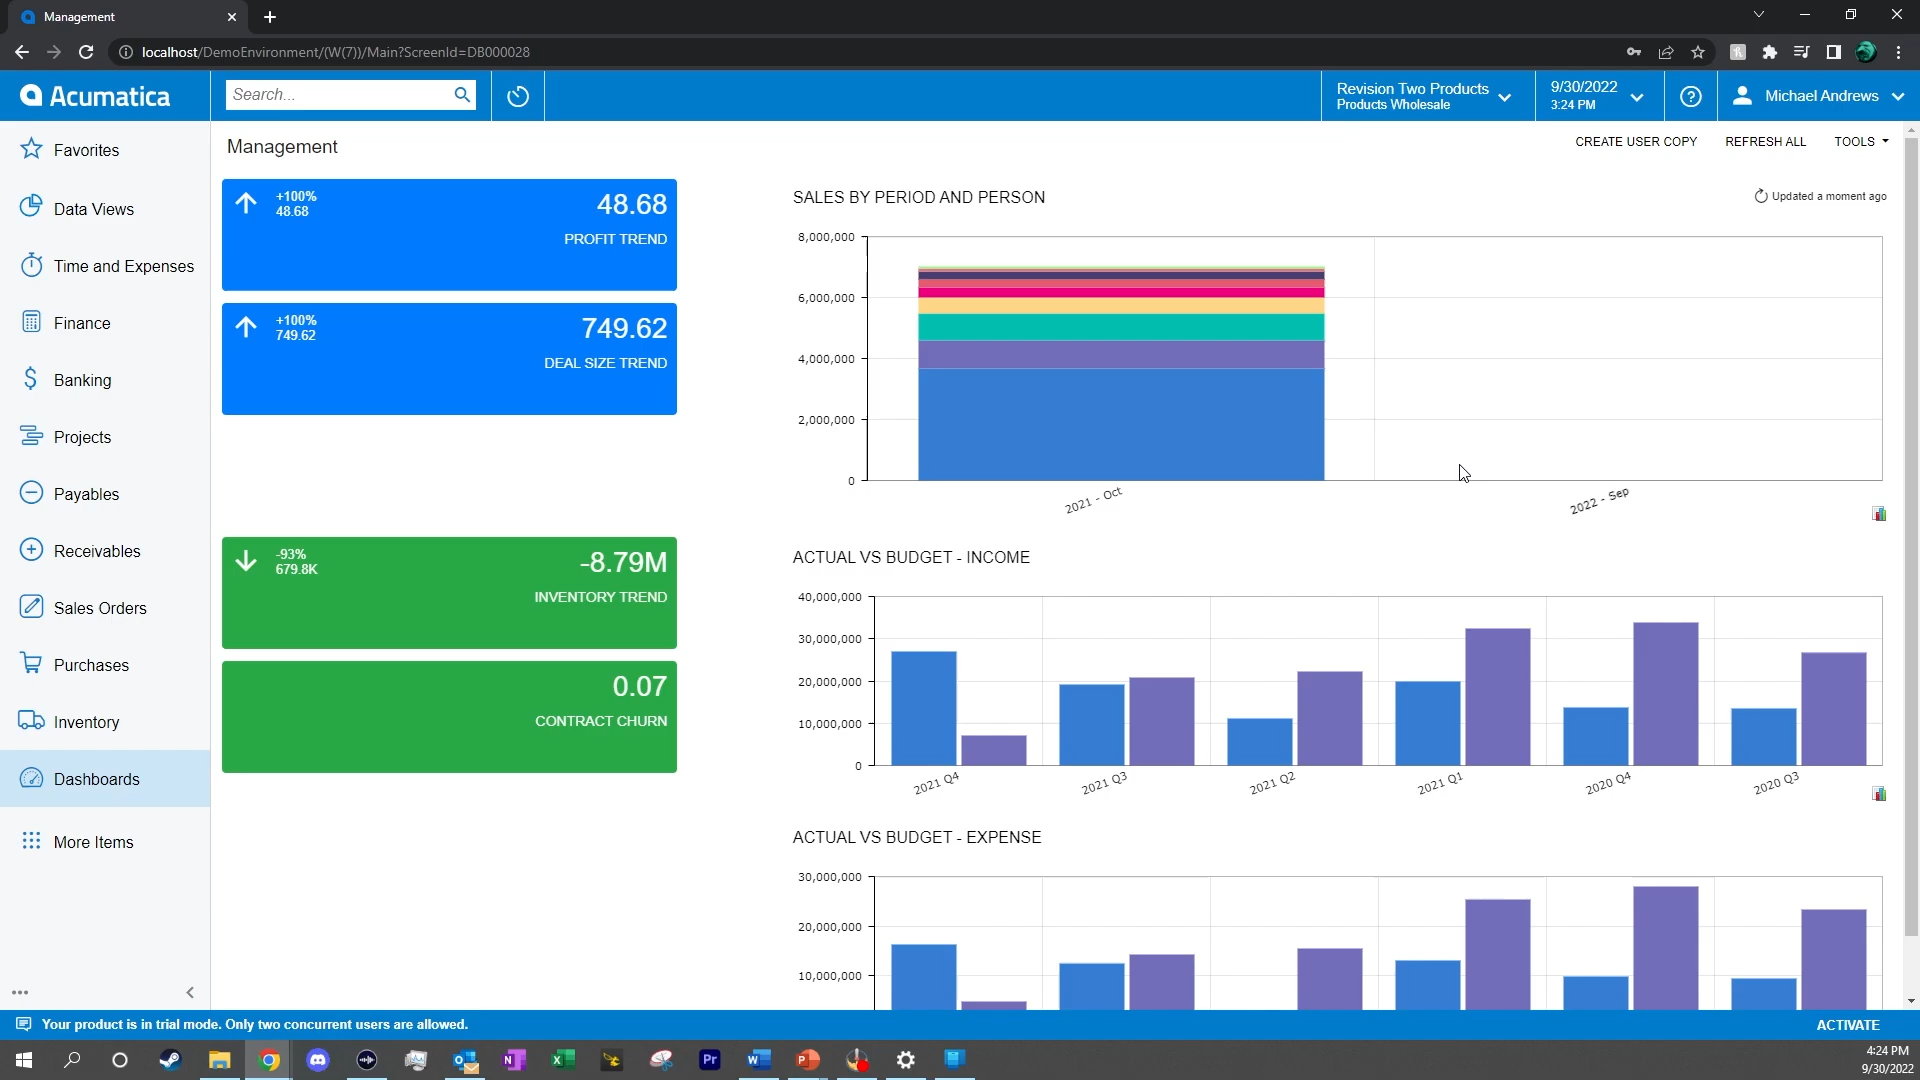 Management
localhost/DemoEnvironment/(W(7))/Main?ScreenId=DB000028
Acumatica
Search...
Revision Two Products
Products Wholesale
9/30/2022
3:24 PM
Michael Andrews
Favorites
Data Views
Time and Expenses
Finance
Banking
Projects
Payables
Receivables
Sales Orders
Purchases
Inventory
Dashboards
More Items
Management
CREATE USER COPY
REFRESH ALL
TOOLS
+100%
48.68
48.68
PROFIT TREND
+100%
749.62
749.62
DEAL SIZE TREND
-93%
679.8K
-8.79M
INVENTORY TREND
0.07
CONTRACT CHURN
SALES BY PERIOD AND PERSON
Updated a moment ago
8,000,000
6,000,000
4,000,000
2,000,000
0
2021 - Oct
2022 - Sep
ACTUAL VS BUDGET - INCOME
40,000,000
30,000,000
20,000,000
10,000,000
0
2021 Q4
2021 Q3
2021 Q2
2021 Q1
2020 Q4
2020 Q3
ACTUAL VS BUDGET - EXPENSE
30,000,000
20,000,000
10,000,000
Your product is in trial mode. Only two concurrent users are allowed.
ACTIVATE
Pr
4:24 PM
9/30/2022